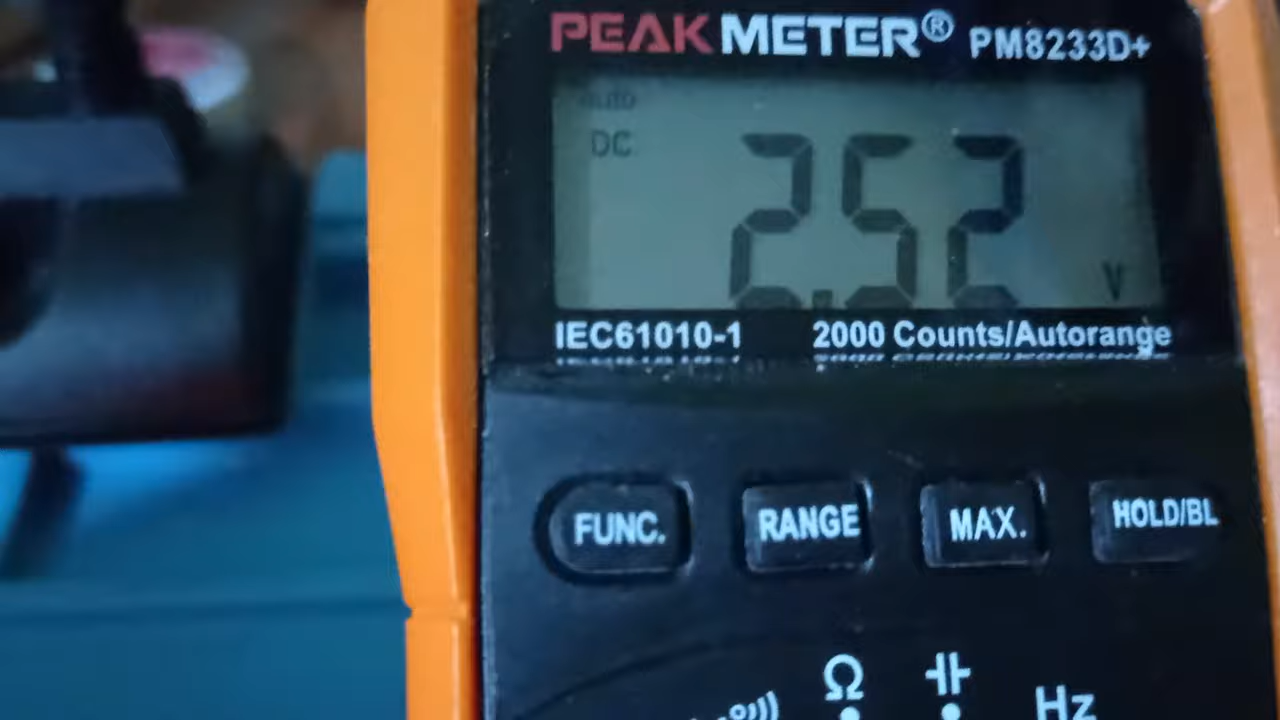 PEAKMETER® PM8233D+
Auto
DC
2.52 V
IEC61010-1 2000 Counts/Autorange
FUNC. RANGE MAX. HOLD/BL
Ω Hz